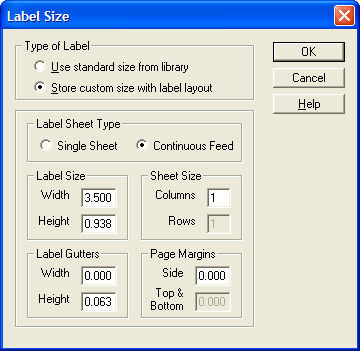 Label Size
Type of Label
Use standard size from library
Store custom size with label layout
OK
Cancel
Help
Label Sheet Type
Single Sheet
Continuous Feed
Label Size
Width 3.500
Height 0.938
Sheet Size
Columns 1
Rows 1
Label Gutters
Width 0.000
Height 0.063
Page Margins
Side 0.000
Top &
Bottom 0.000